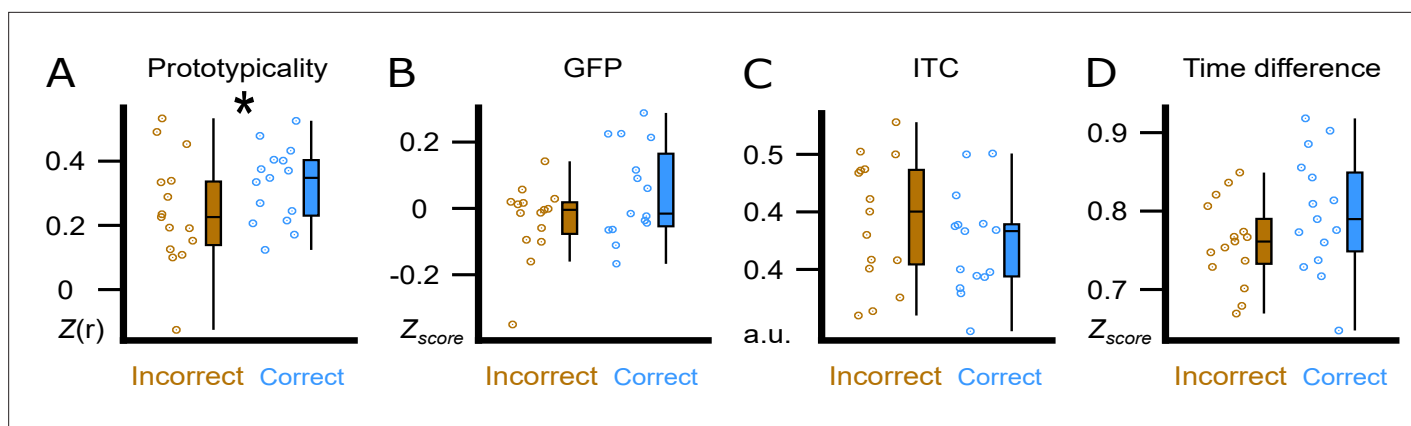 A Prototypicality
*
0.4
0.2
0
Z(r)
Incorrect Correct
B GFP
0.2
0
-0.2
Zscore
Incorrect Correct
C ITC
0.5
0.4
0.4
a.u.
Incorrect Correct
D Time difference
0.9
0.8
0.7
Zscore
Incorrect Correct